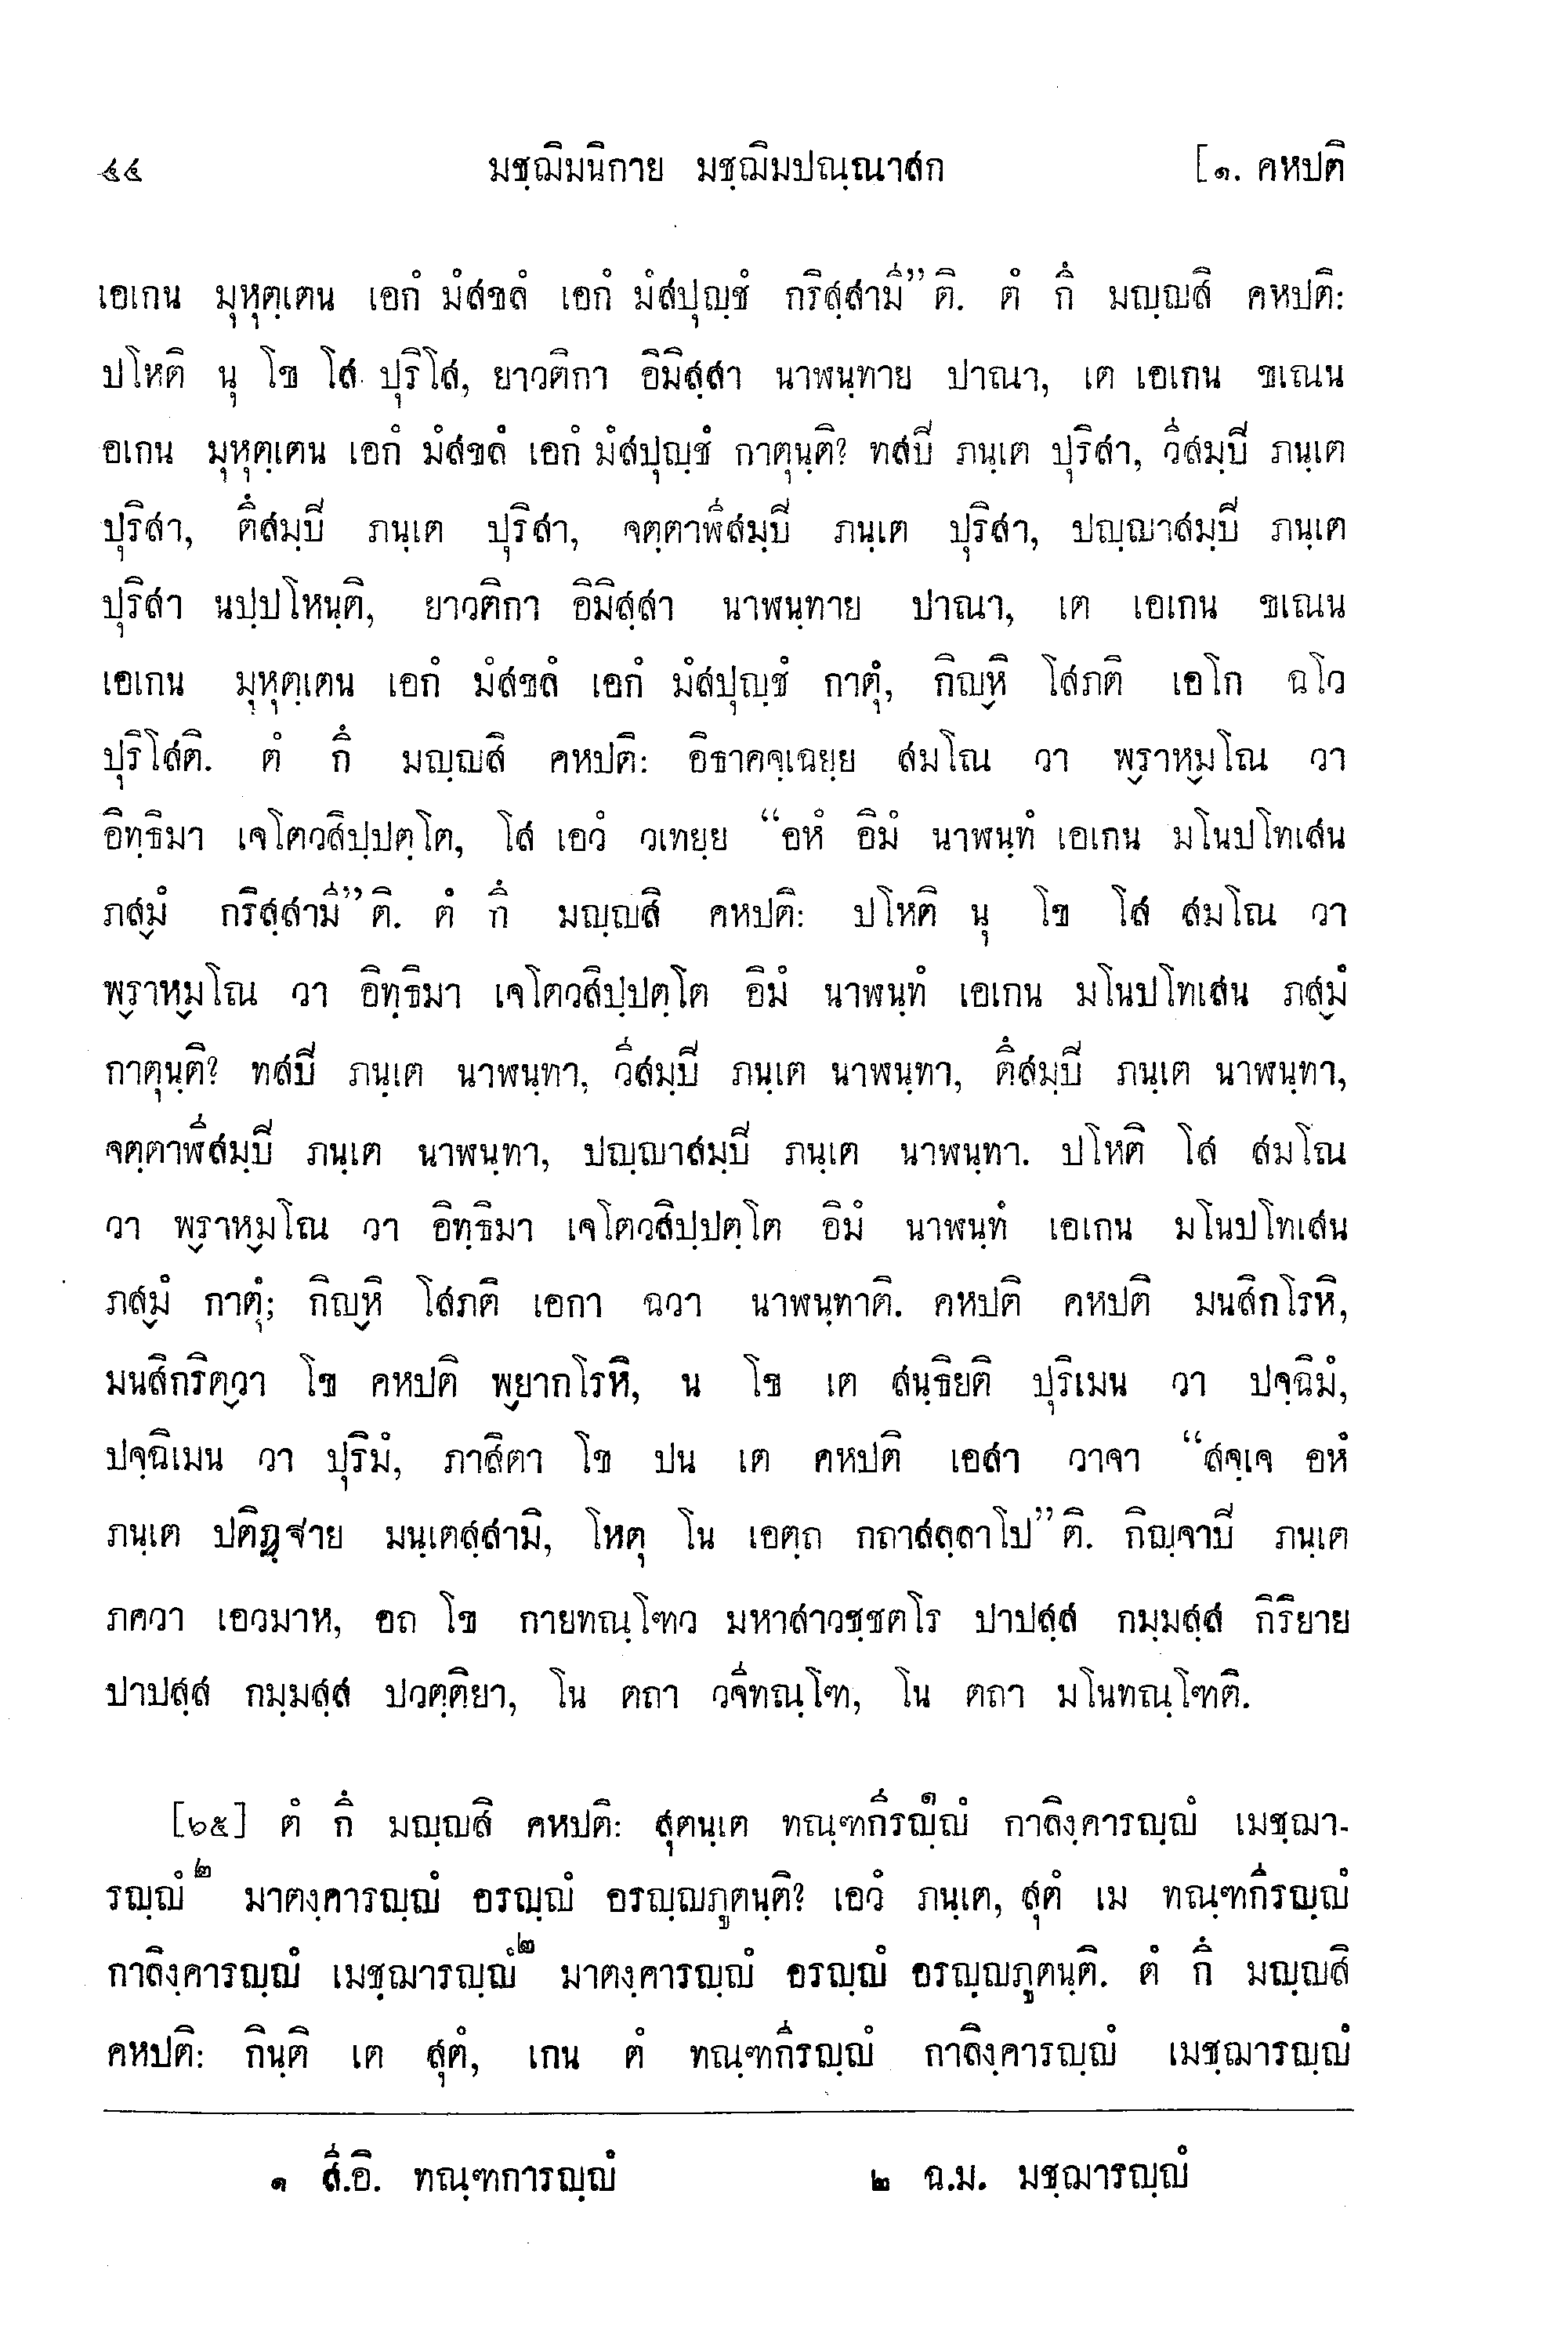 ๕๔ มชฺฌิมนิกาย มชฺฌิมปณฺณาสก [๑. คหปติ
เอเกน มุหุตฺเตน เอกํ มํสขลํ เอกํ มํสปุญฺชํ กริสฺสามี”ติ. ตํ กึ มญฺญสิ คหปติ:
ปโหติ นุ โข โส ปุริโส, ยาวติกา อิมิสฺสา นาฬนฺทาย ปาณา, เต เอเกน ขเณน
อเกน มุหุตฺเตน เอกํ มํสขลํ เอกํ มํสปุญฺชํ กาตุนฺติ? ทสปี ภนฺเต ปุริสา, วีสมฺปี ภนฺเต
ปุริสา, ตึสมฺปี ภนฺเต ปุริสา, จตฺตาฬีสมฺปี ภนฺเต ปุริสา, ปญฺญาสมฺปี ภนฺเต
ปุริสา นปฺปโหนฺติ, ยาวติกา อิมิสฺสา นาฬนฺทาย ปาณา, เต เอเกน ขเณน
เอเกน มุหุตฺเตน เอกํ มํสขลํ เอกํ มํสปุญฺชํ กาตุํ, กิญฺหิ โสภติ เอโก ฉโว
ปุริโสติ. ตํ กึ มญฺญสิ คหปติ: อิธาคจฺเฉยฺย สมโณ วา พฺราหฺมโณ วา
อิทฺธิมา เจโตวสิปฺปตฺโต, โส เอวํ วเทยฺย “อหํ อิมํ นาฬนฺทํ เอเกน มโนปโทเสน
ภสฺมํ กริสฺสามี”ติ. ตํ กึ มญฺญสิ คหปติ: ปโหติ นุ โข โส สมโณ วา
พฺราหฺมโณ วา อิทฺธิมา เจโตวสิปฺปตฺโต อิมํ นาฬนฺทํ เอเกน มโนปโทเสน ภสฺมํ
กาตุนฺติ? ทสปี ภนฺเต นาฬนฺทา, วีสมฺปี ภนฺเต นาฬนฺทา, ตึสมฺปี ภนฺเต นาฬนฺทา,
จตฺตาฬีสมฺปี ภนฺเต นาฬนฺทา, ปญฺญาสมฺปี ภนฺเต นาฬนฺทา. ปโหติ โส สมโณ
วา พฺราหฺมโณ วา อิทฺธิมา เจโตวสิปฺปตฺโต อิมํ นาฬนฺทํ เอเกน มโนปโทเสน
ภสฺมํ กาตุํ; กิญฺหิ โสภติ เอกา ฉวา นาฬนฺทาติ. คหปติ คหปติ มนสิกโรหิ,
มนสิกริตฺวา โข คหปติ พฺยากโรหิ, น โข เต สนฺธิยติ ปุริเมน วา ปจฺฉิมํ,
ปจฺฉิเมน วา ปุริมํ, ภาสิตา โข ปน เต คหปติ เอสา วาจา “สจฺเจ อหํ
ภนฺเต ปติฏฺฐาย มนฺเตสฺสามิ, โหตุ โน เอตฺถ กถาสลฺลาโป”ติ. กิญฺจาปี ภนฺเต
ภควา เอวมาห, อถ โข กายทณฺโฑว มหาสาวชฺชตโร ปาปสฺส กมฺมสฺส กิริยาย
ปาปสฺส กมฺมสฺส ปวตฺติยา, โน ตถา วจีทณฺโฑ, โน ตถา มโนทณฺโฑติ.
[๖๕] ตํ กึ มญฺญสิ คหปติ: สุตนฺเต ทณฺฑกีรญฺญํ๑ กาลิงฺคารญฺญํ เมชฺฌา-
รญฺญํ๒ มาตงฺคารญฺญํ อรญฺญํ อรญฺญภูตนฺติ? เอวํ ภนฺเต, สุตํ เม ทณฺฑกีรญฺญํ
กาลิงฺคารญฺญํ เมชฺฌารญฺญํ๒ มาตงฺคารญฺญํ อรญฺญํ อรญฺญภูตนฺติ. ตํ กึ มญฺญสิ
คหปติ: กินฺติ เต สุตํ, เกน ตํ ทณฺฑกีรญฺญํ กาลิงฺคารญฺญํ เมชฺฌารญฺญํ
๑ สี.อิ. ทณฺฑการญฺญํ ๒ ฉ.ม. มชฺฌารญฺญํ